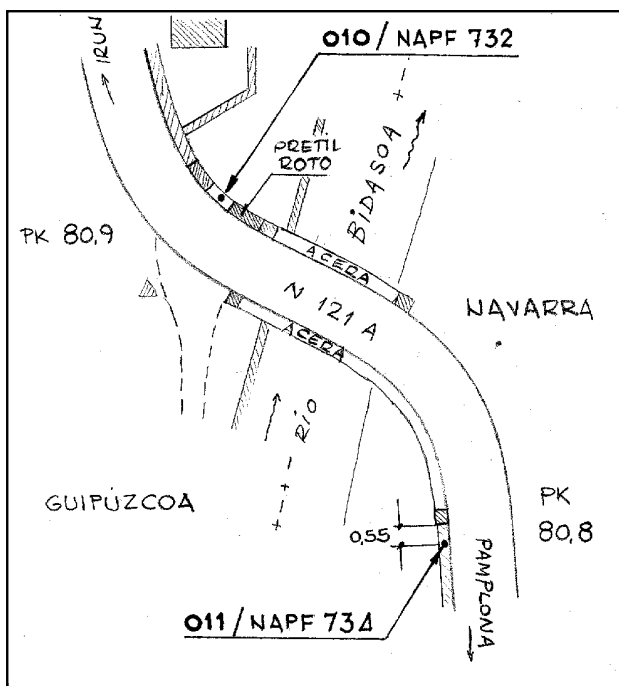 010 / NAPF 732
IRUN
N.
PRETIL
ROTO
BIDASOA
PK 80,9
ACERA
N 121 A
NAVARRA
ACERA
RÍO
GUIPÚZCOA
PK
80,8
0,55
PAMPLONA
011 / NAPF 734